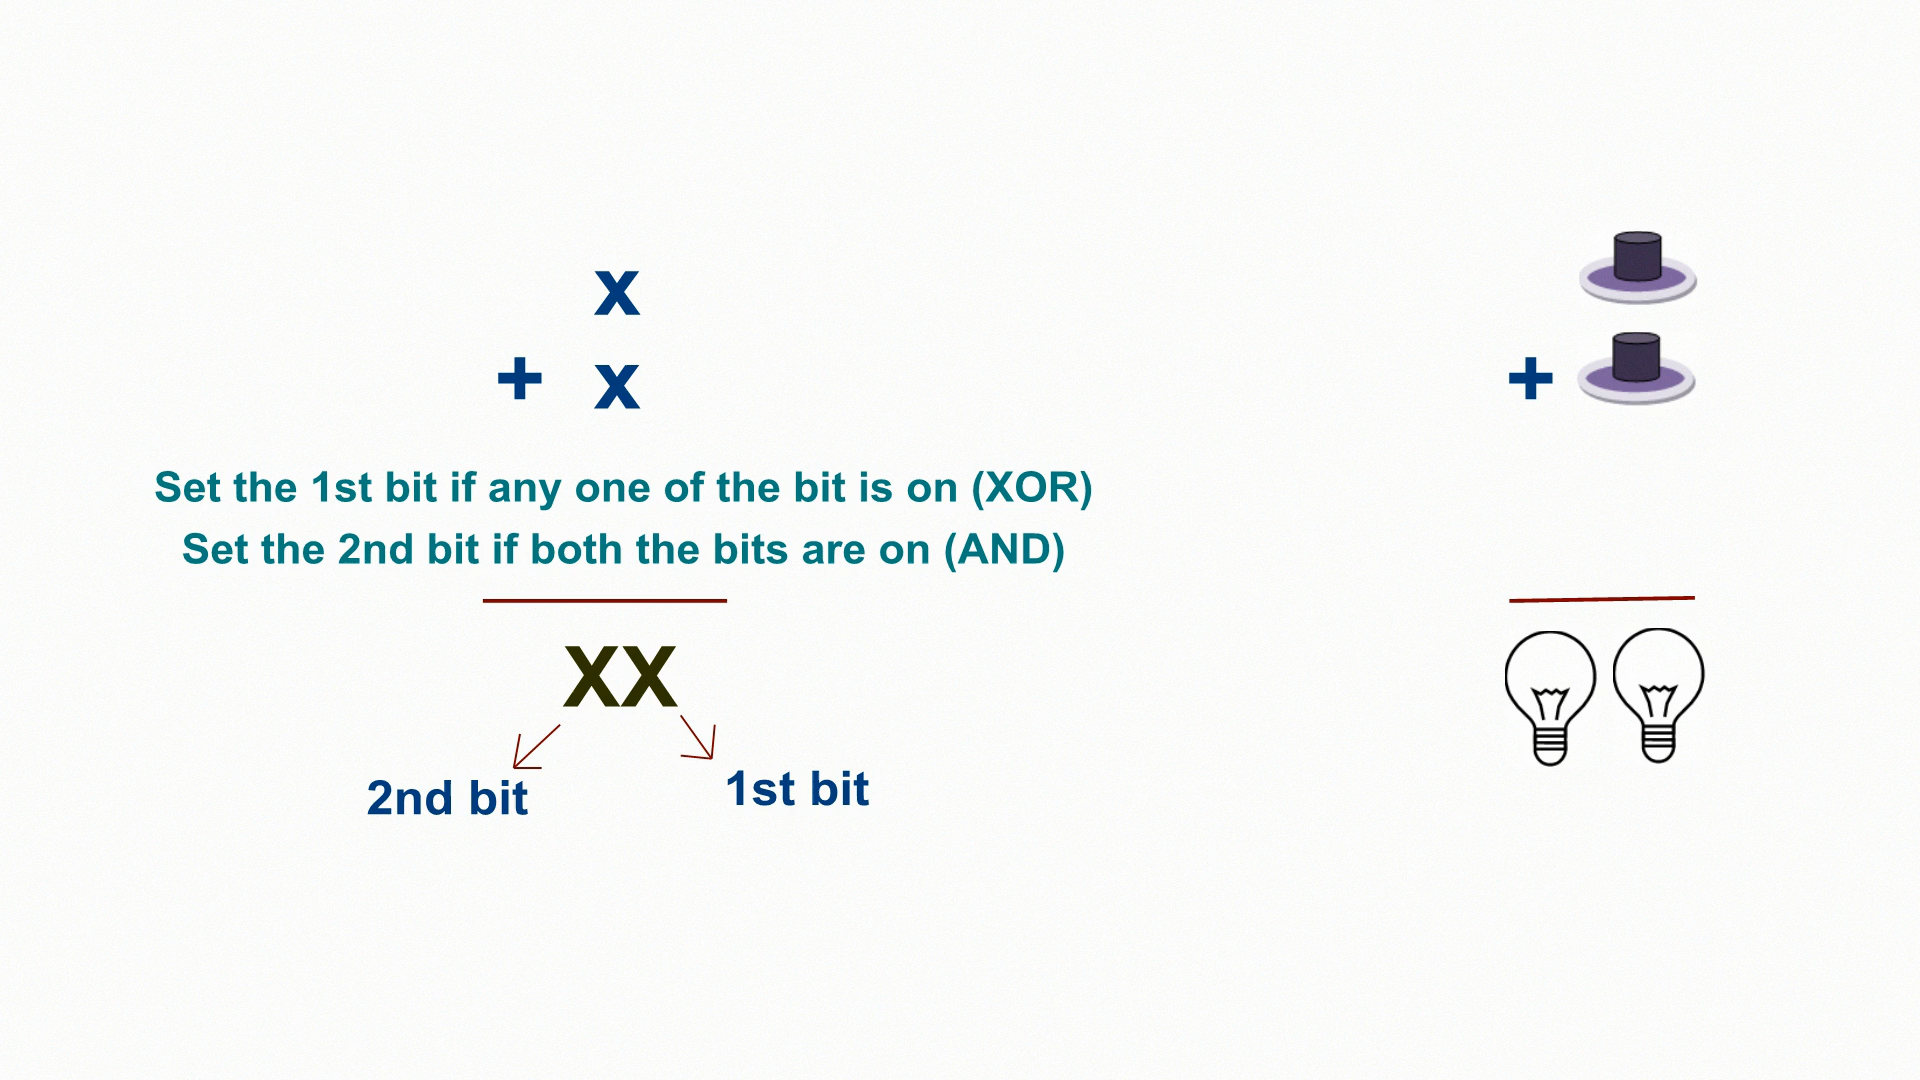 x
+ x
+
Set the 1st bit if any one of the bit is on (XOR)
Set the 2nd bit if both the bits are on (AND)
XX
2nd bit
1st bit